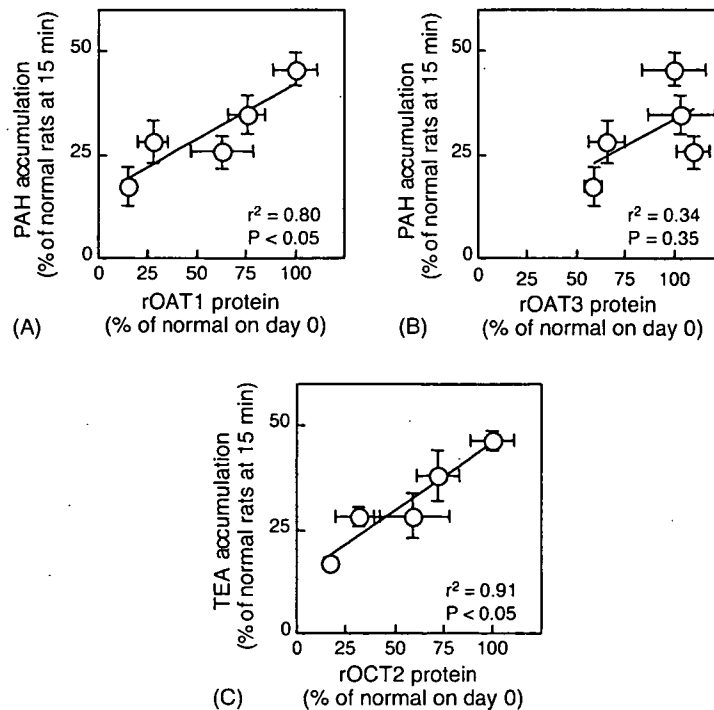 PAH accumulation
(% of normal rats at 15 min)
50
25
0
r² = 0.80
P < 0.05
0 25 50 75 100
rOAT1 protein
(A) (% of normal on day 0)
PAH accumulation
(% of normal rats at 15 min)
50
25
0
r² = 0.34
P = 0.35
0 25 50 75 100
rOAT3 protein
(B) (% of normal on day 0)
TEA accumulation
(% of normal rats at 15 min)
50
25
0
r² = 0.91
P < 0.05
0 25 50 75 100
rOCT2 protein
(C) (% of normal on day 0)